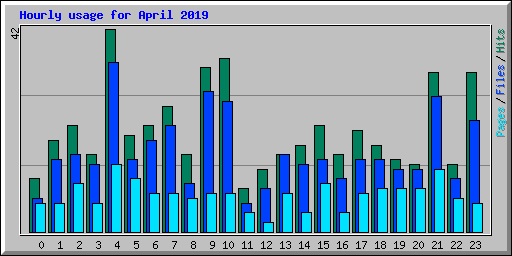 Hourly usage for April 2019
42
Pages/Files/Hits
0 1 2 3 4 5 6 7 8 9 10 11 12 13 14 15 16 17 18 19 20 21 22 23